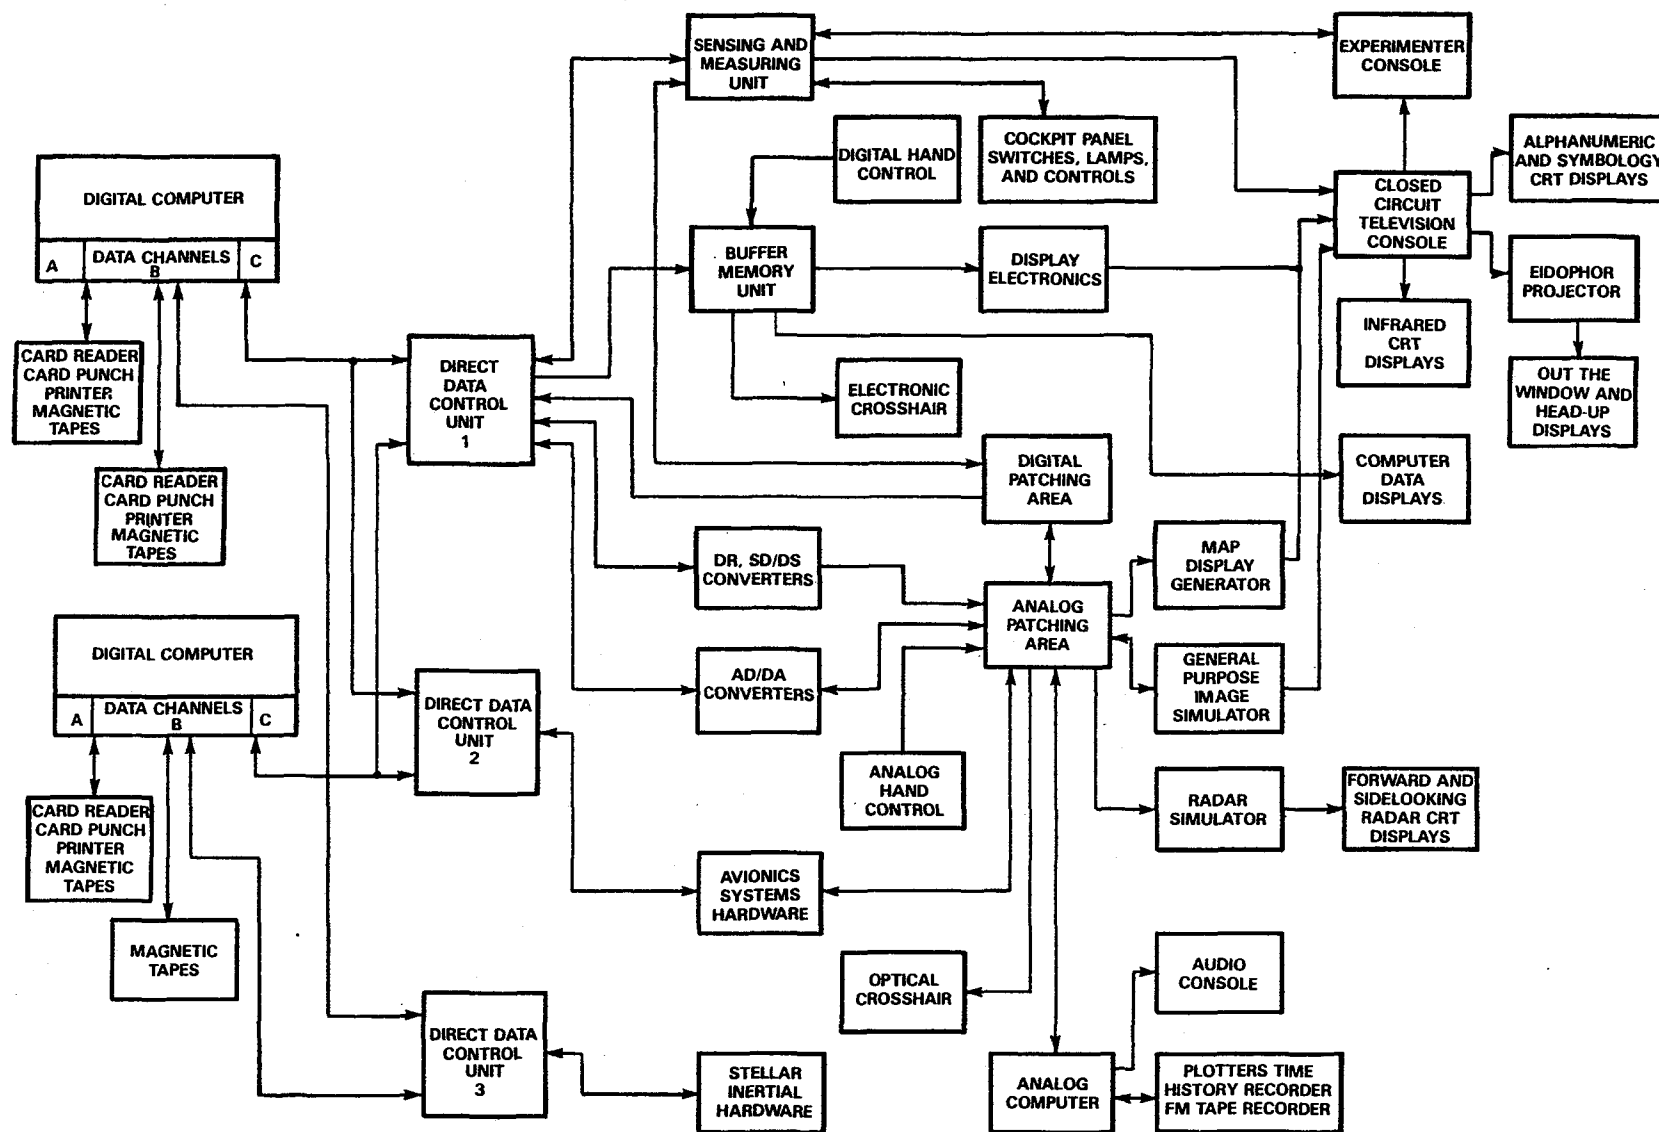 SENSING AND
MEASURING
UNIT
EXPERIMENTER
CONSOLE
DIGITAL HAND
CONTROL
COCKPIT PANEL
SWITCHES, LAMPS,
AND CONTROLS
ALPHANUMERIC
AND SYMBOLOGY
CRT DISPLAYS
DIGITAL COMPUTER
A
DATA CHANNELS
B
C
CLOSED
CIRCUIT
TELEVISION
CONSOLE
BUFFER
MEMORY
UNIT
DISPLAY
ELECTRONICS
EIDOPHOR
PROJECTOR
CARD READER
CARD PUNCH
PRINTER
MAGNETIC
TAPES
DIRECT
DATA
CONTROL
UNIT
1
INFRARED
CRT
DISPLAYS
ELECTRONIC
CROSSHAIR
OUT THE
WINDOW AND
HEAD-UP
DISPLAYS
CARD READER
CARD PUNCH
PRINTER
MAGNETIC
TAPES
DIGITAL
PATCHING
AREA
COMPUTER
DATA
DISPLAYS
DR, SD/DS
CONVERTERS
MAP
DISPLAY
GENERATOR
ANALOG
PATCHING
AREA
DIGITAL COMPUTER
A
DATA CHANNELS
B
C
AD/DA
CONVERTERS
GENERAL
PURPOSE
IMAGE
SIMULATOR
DIRECT DATA
CONTROL
UNIT
2
ANALOG
HAND
CONTROL
RADAR
SIMULATOR
FORWARD AND
SIDELOOKING
RADAR CRT
DISPLAYS
CARD READER
CARD PUNCH
PRINTER
MAGNETIC
TAPES
AVIONICS
SYSTEMS
HARDWARE
MAGNETIC
TAPES
OPTICAL
CROSSHAIR
AUDIO
CONSOLE
DIRECT DATA
CONTROL
UNIT
3
STELLAR
INERTIAL
HARDWARE
ANALOG
COMPUTER
PLOTTERS TIME
HISTORY RECORDER
FM TAPE RECORDER